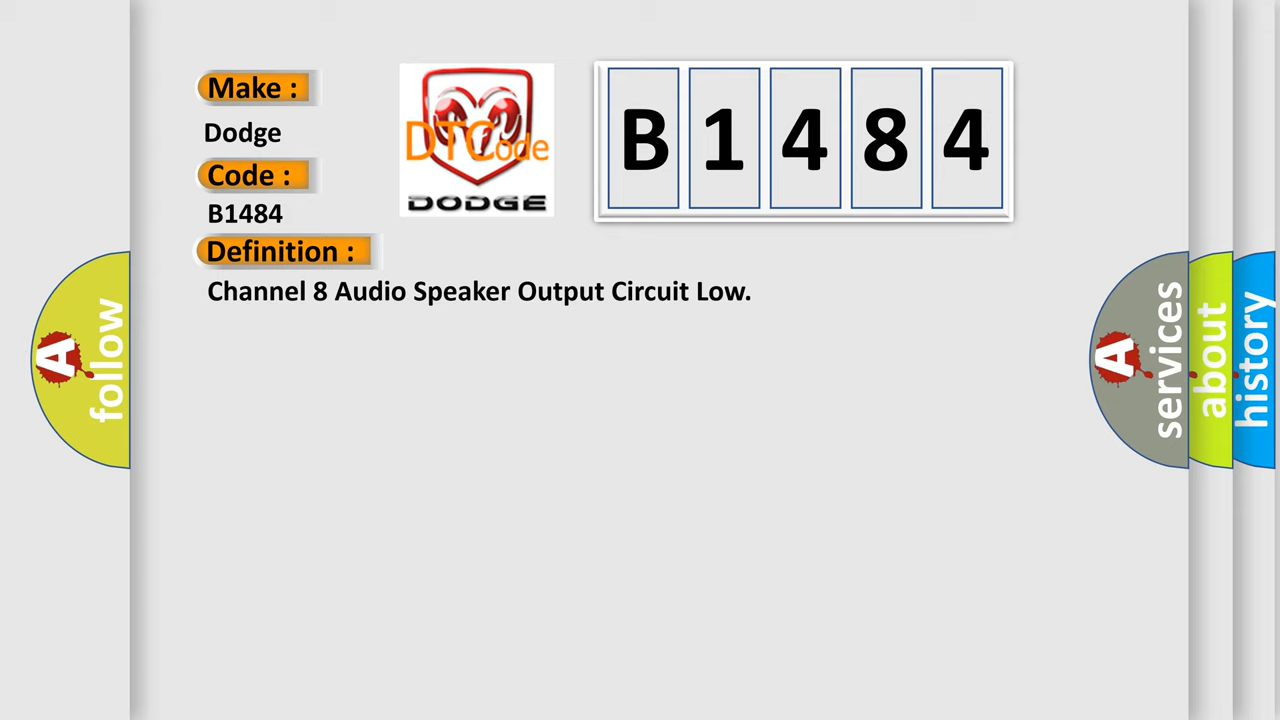 Make :
Dodge
Code :
B1484
Definition :
Channel 8 Audio Speaker Output Circuit Low.
DTCode
DODGE
B 1 4 8 4
A follow
A services
about
history